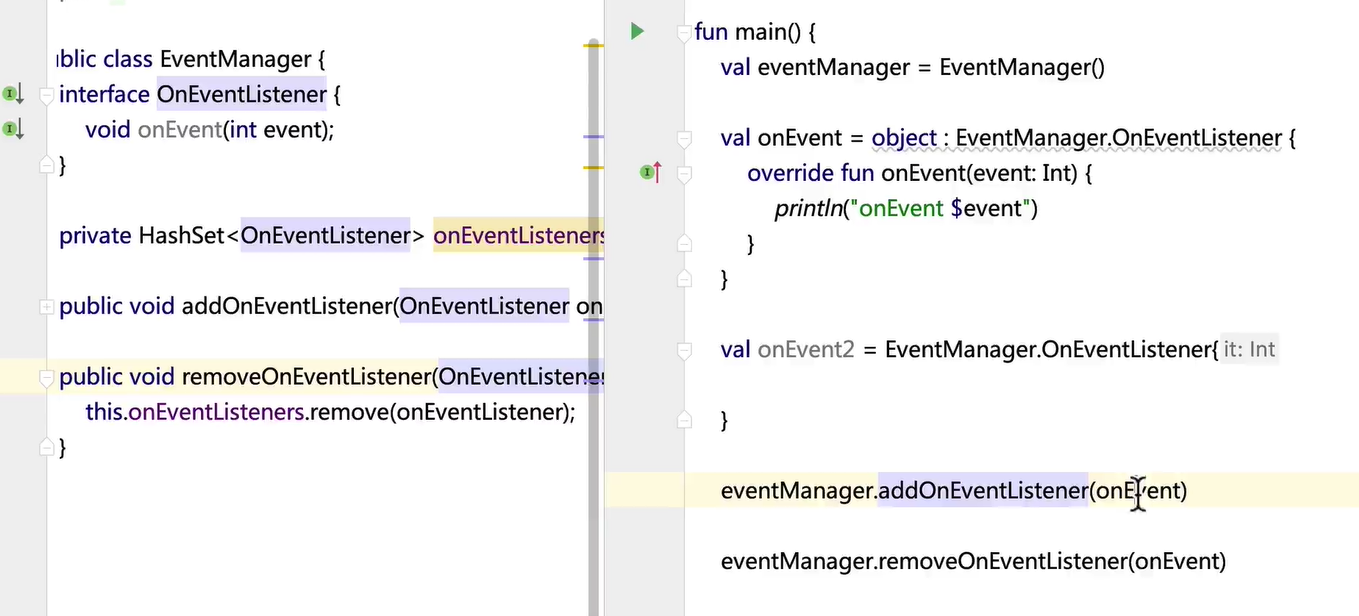 ublic class EventManager {
interface OnEventListener {
void onEvent(int event);
}
private HashSet<OnEventListener> onEventListeners
public void addOnEventListener(OnEventListener on
public void removeOnEventListener(OnEventListener
this.onEventListeners.remove(onEventListener);
}
fun main() {
val eventManager = EventManager()
val onEvent = object : EventManager.OnEventListener {
override fun onEvent(event: Int) {
println("onEvent $event")
}
}
val onEvent2 = EventManager.OnEventListener{ it: Int
}
eventManager.addOnEventListener(onEvent)
eventManager.removeOnEventListener(onEvent)